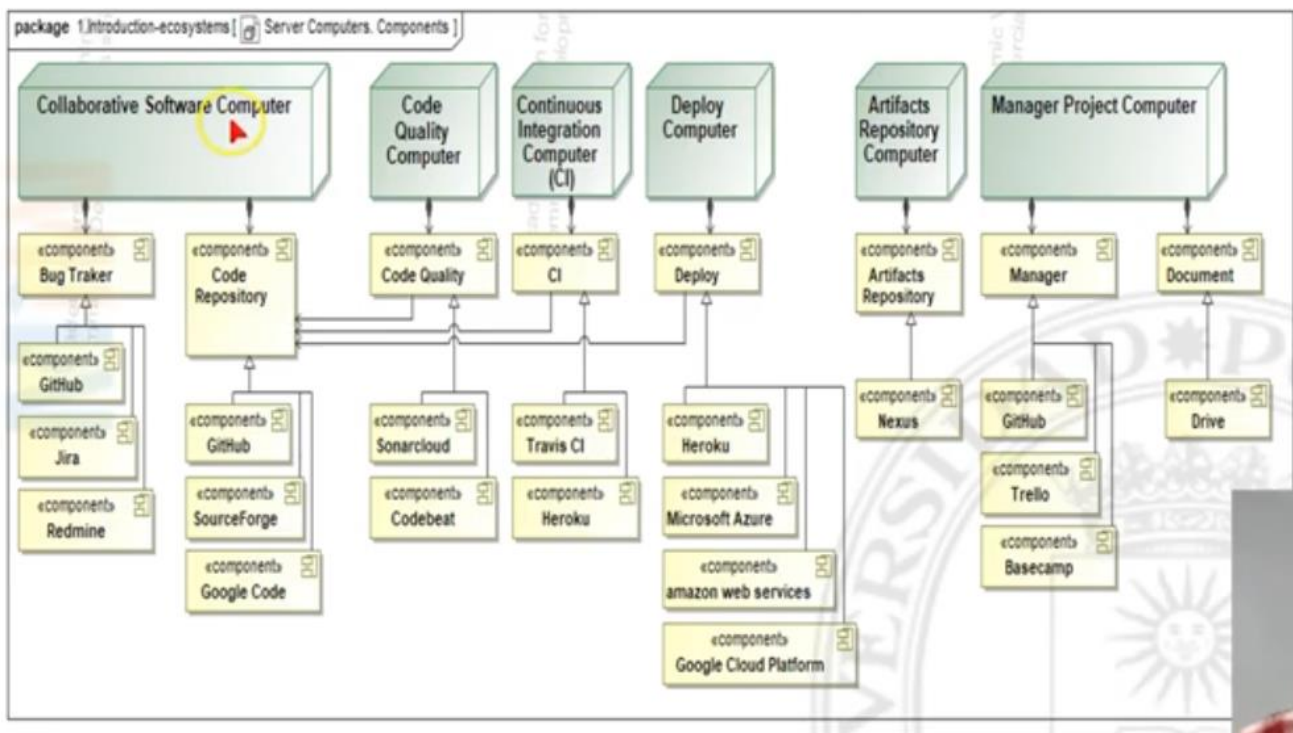 package 1.Introduction-ecosystems [ Server Computers. Components ]
Collaborative Software Computer
Code
Quality
Computer
Continuous
Integration
Computer
(CI)
Deploy
Computer
Artifacts
Repository
Computer
Manager Project Computer
«component»
Bug Traker
«component»
Code
Repository
«component»
Code Quality
«component»
CI
«component»
Deploy
«component»
Artifacts
Repository
«component»
Manager
«component»
Document
«component»
GitHub
«component»
Jira
«component»
Redmine
«component»
GitHub
«component»
SourceForge
«component»
Google Code
«component»
Sonarcloud
«component»
Codebeat
«component»
Travis CI
«component»
Heroku
«component»
Heroku
«component»
Microsoft Azure
«component»
amazon web services
«component»
Google Cloud Platform
«component»
Nexus
«component»
GitHub
«component»
Trello
«component»
Basecamp
«component»
Drive